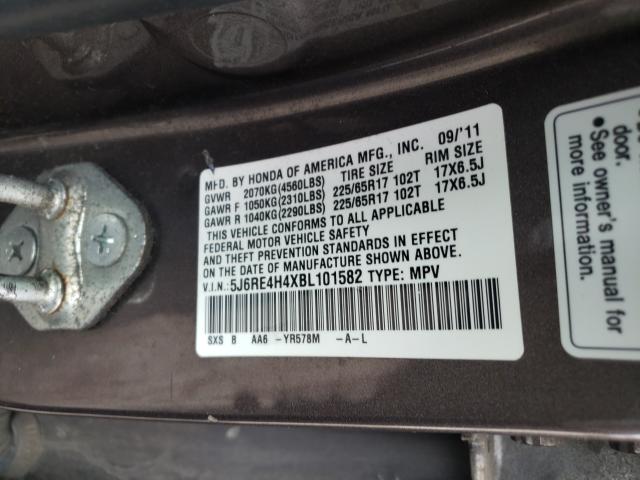 MFD. BY HONDA OF AMERICA MFG., INC. 09/'11
TIRE SIZE RIM SIZE
GVWR 2070KG(4560LBS)
GAWR F 1050KG(2310LBS) 225/65R17 102T 17X6.5J
GAWR R 1040KG(2290LBS) 225/65R17 102T 17X6.5J
THIS VEHICLE CONFORMS TO ALL APPLICABLE
FEDERAL MOTOR VEHICLE SAFETY
AND THEFT PREVENTION STANDARDS IN EFFECT
ON THE DATE OF MANUFACTURE SHOWN ABOVE.
V.I.N.:5J6RE4H4XBL101582 TYPE: MPV
SXS B AA6 -YR578M -A-L
door.
• See owner's manual for
more information.